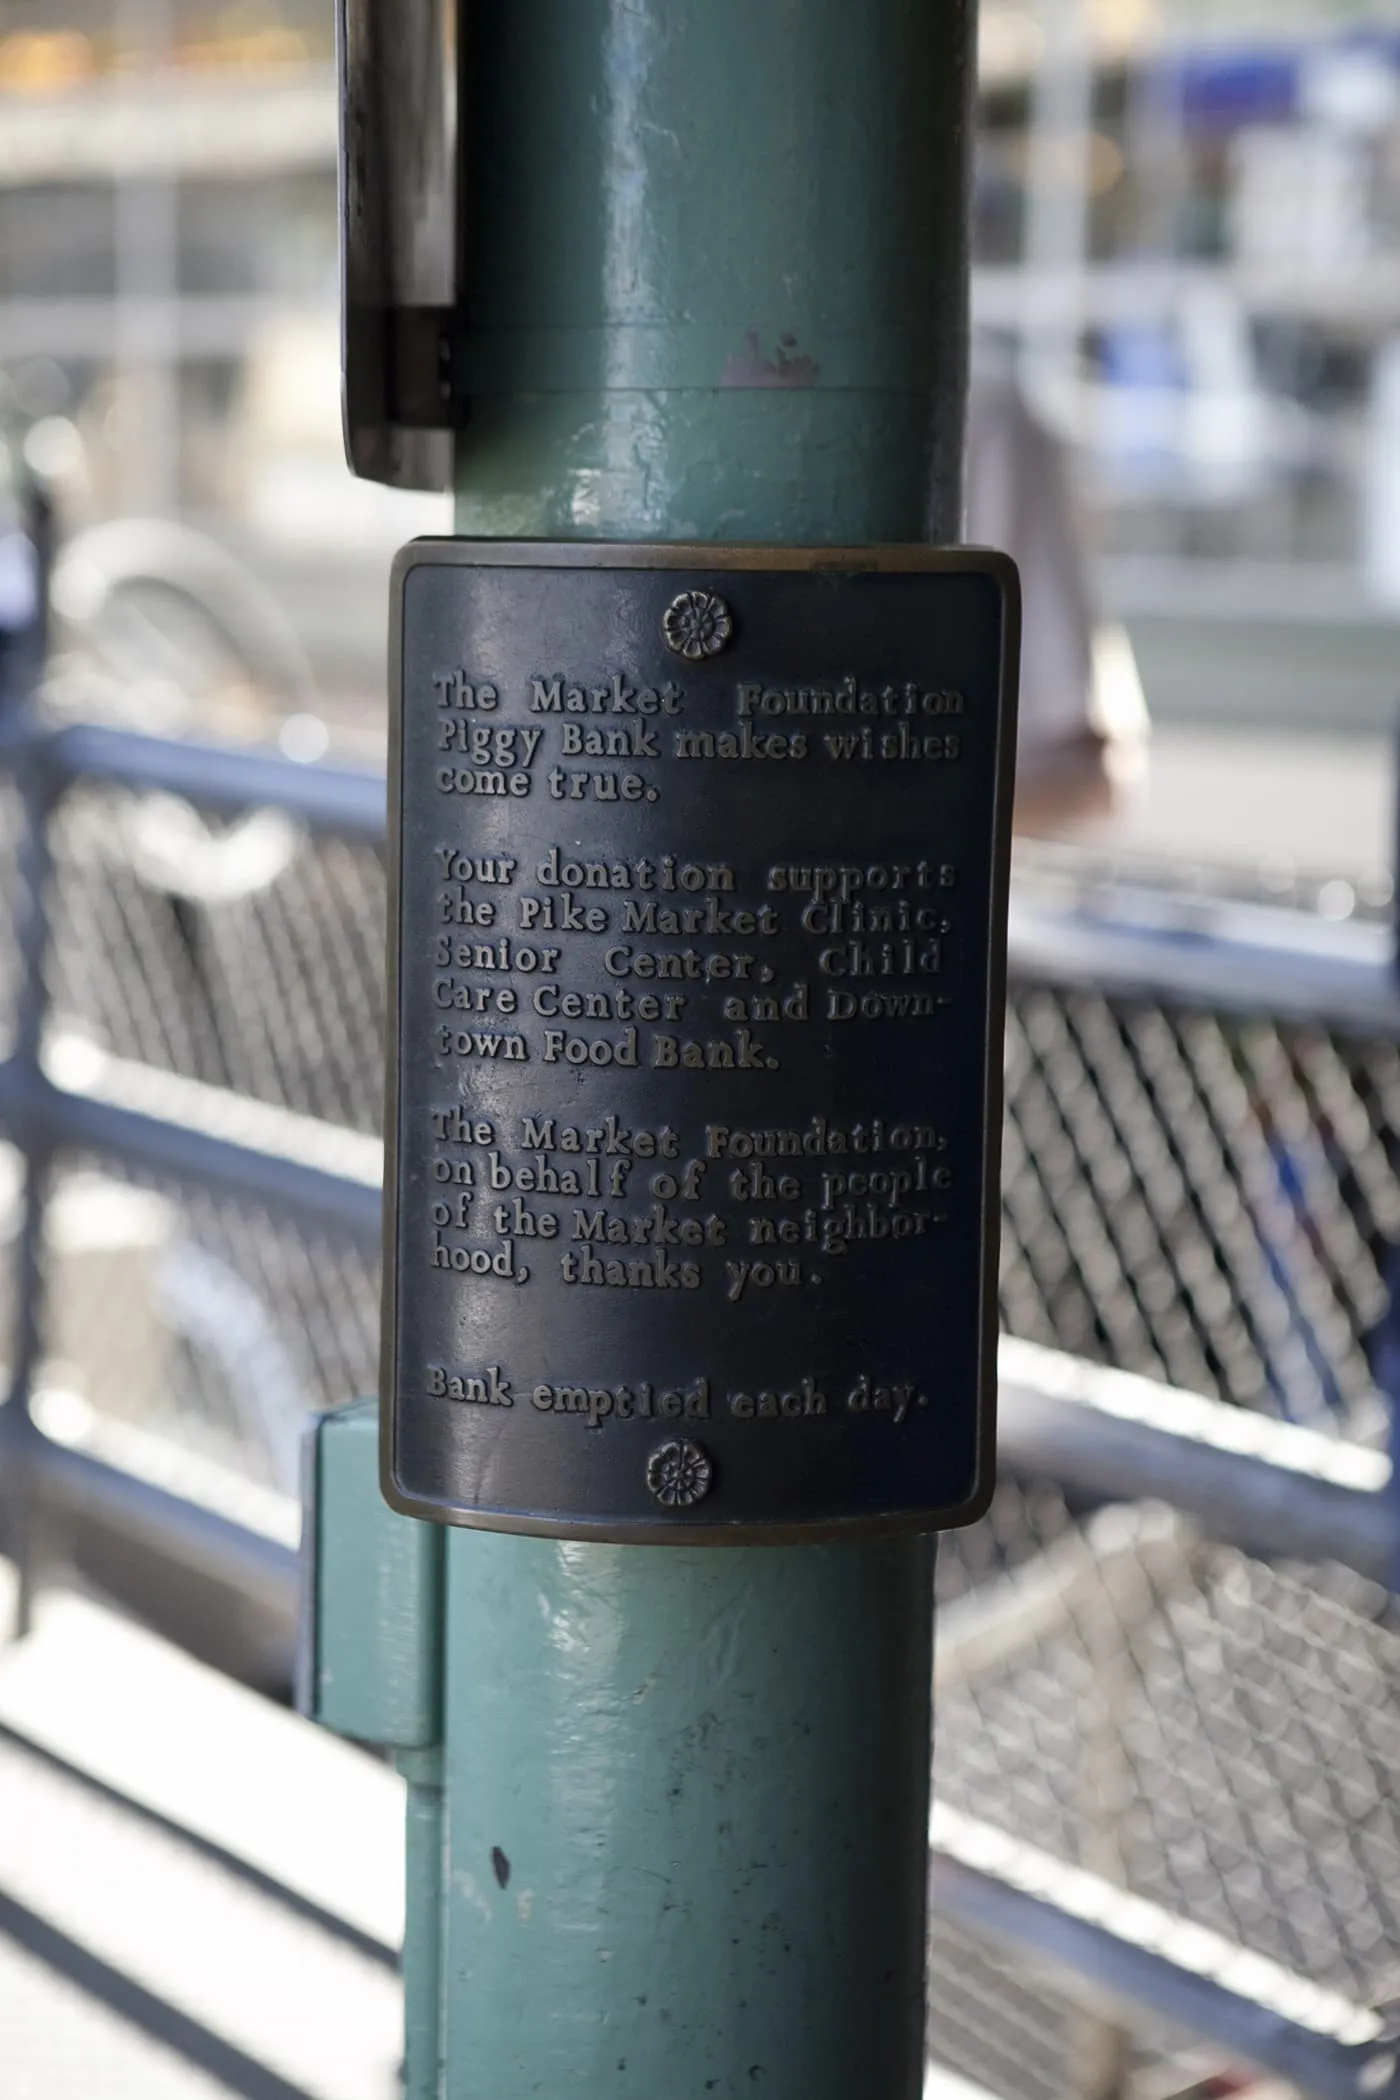 The Market Foundation
Piggy Bank makes wishes
come true.
Your donation supports
the Pike Market Clinic,
Senior Center, Child
Care Center and Down-
town Food Bank.
The Market Foundation,
on behalf of the people
of the Market neighbor-
hood, thanks you.
Bank emptied each day.